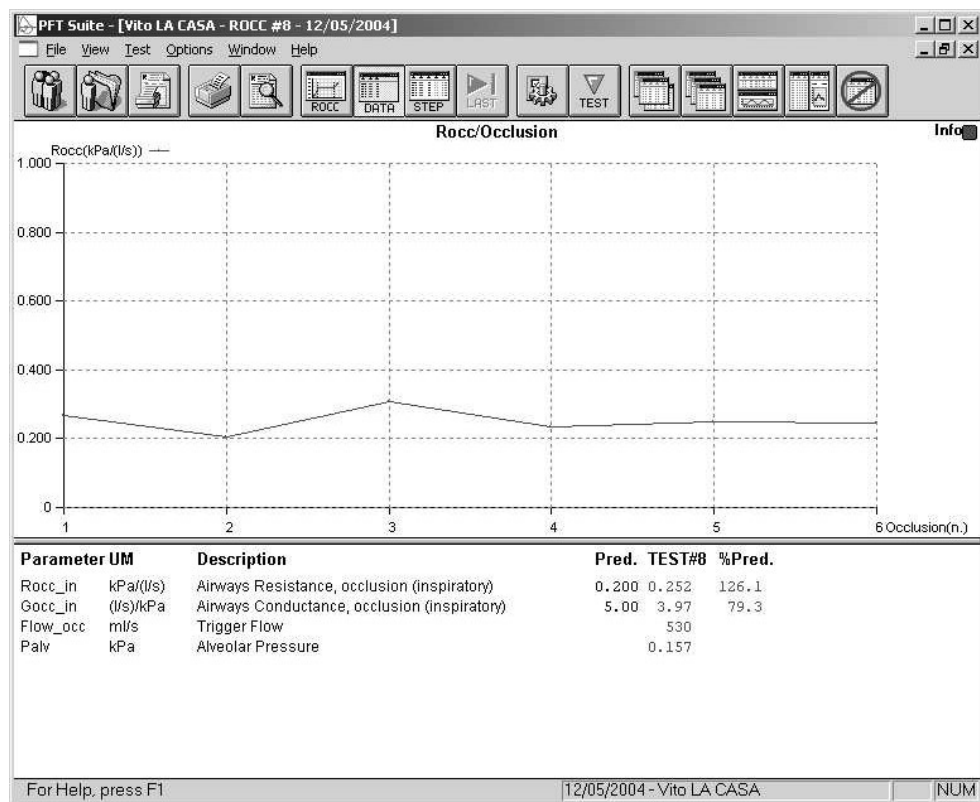 PFT Suite - [Vito LA CASA - ROCC #8 - 12/05/2004]
File View Test Options Window Help
ROCC DATA STEP LAST TEST
Rocc/Occlusion Info
Rocc(kPa/(l/s))
1.000
0.800
0.600
0.400
0.200
0
1 2 3 4 5 6 Occlusion(n.)
Parameter UM Description Pred. TEST#8 %Pred.
Rocc_in kPa/(l/s) Airways Resistance, occlusion (inspiratory) 0.200 0.252 126.1
Gocc_in (l/s)/kPa Airways Conductance, occlusion (inspiratory) 5.00 3.97 79.3
Flow_occ ml/s Trigger Flow 530
Palv kPa Alveolar Pressure 0.157
For Help, press F1 12/05/2004 - Vito LA CASA NUM